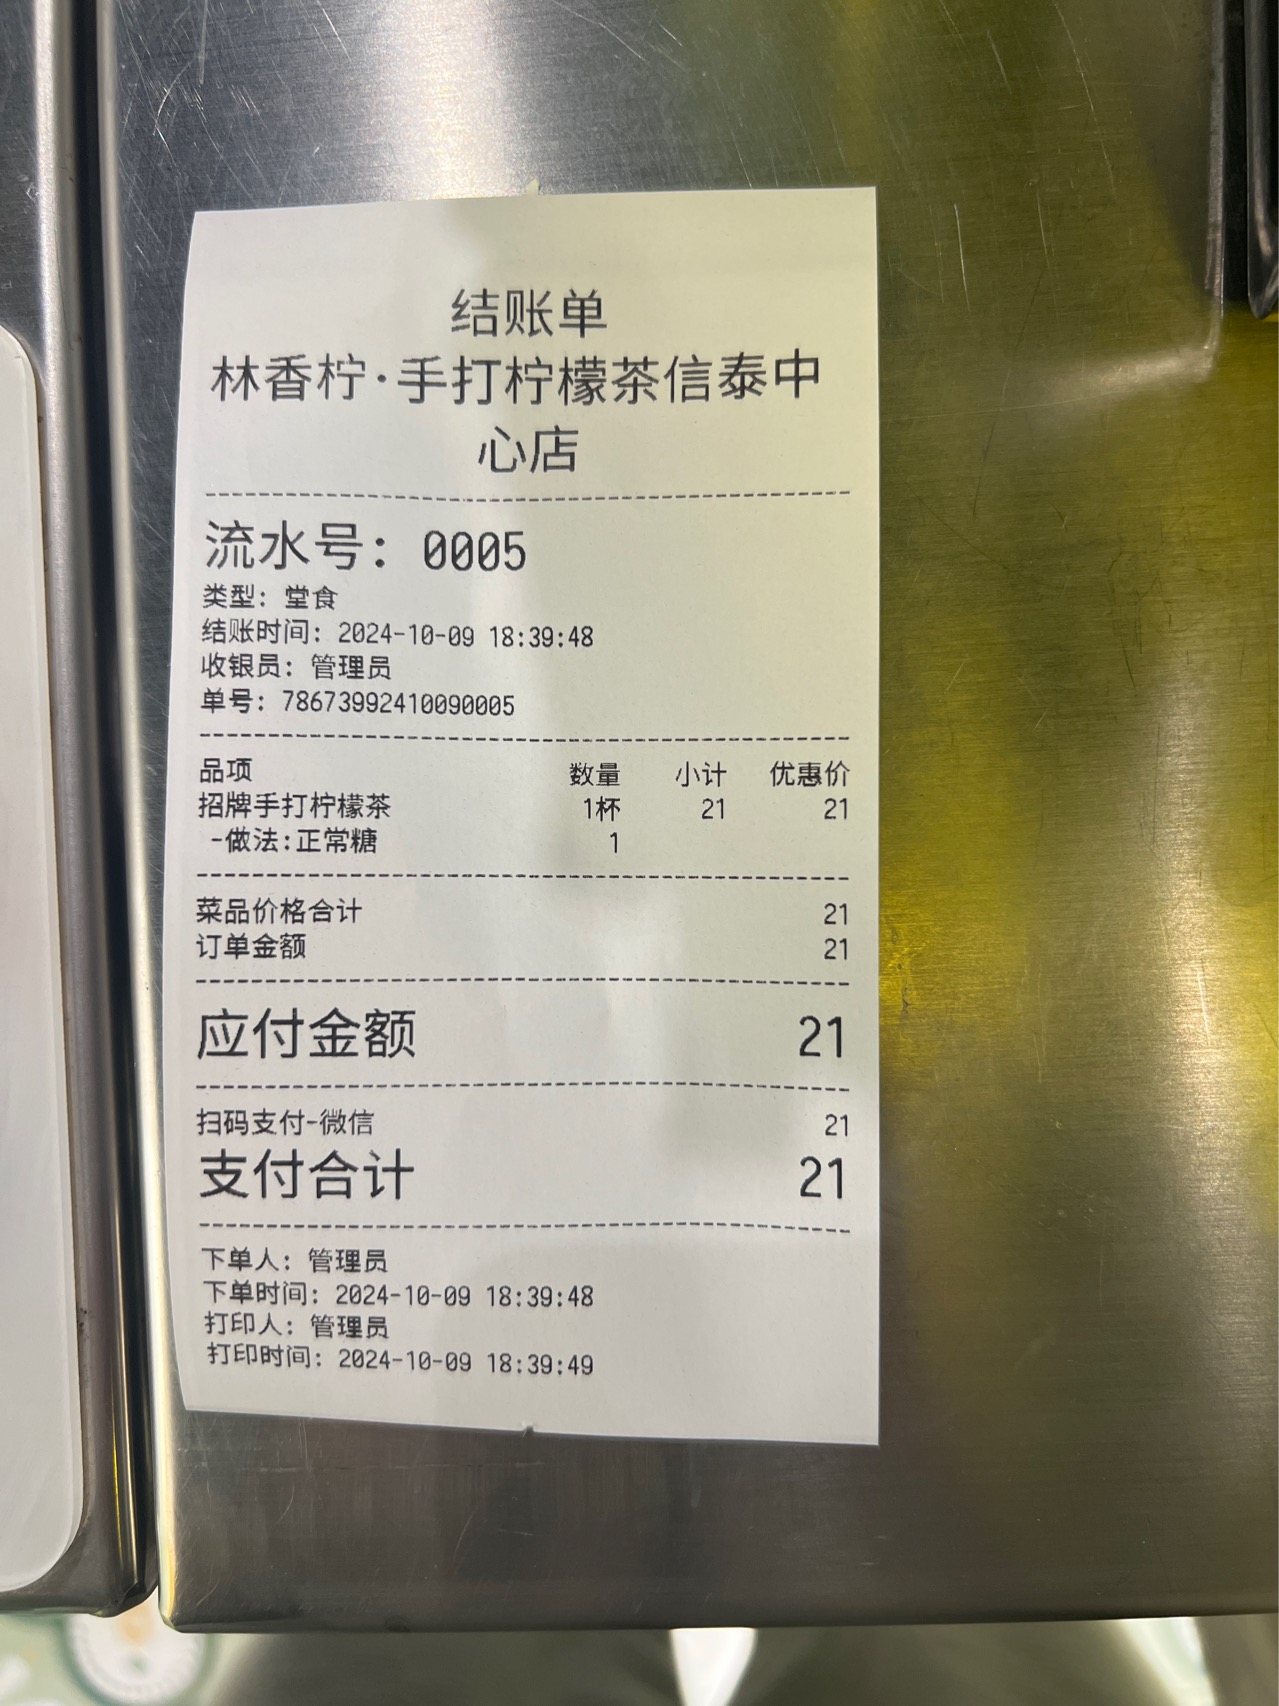 结账单
林香柠·手打柠檬茶信泰中
心店
流水号: 0005
类型: 堂食
结账时间: 2024-10-09 18:39:48
收银员: 管理员
单号: 78673992410090005
品项 数量 小计 优惠价
招牌手打柠檬茶 1杯 21 21
-做法:正常糖 1
菜品价格合计 21
订单金额 21
应付金额 21
扫码支付-微信 21
支付合计 21
下单人: 管理员
下单时间: 2024-10-09 18:39:48
打印人: 管理员
打印时间: 2024-10-09 18:39:49